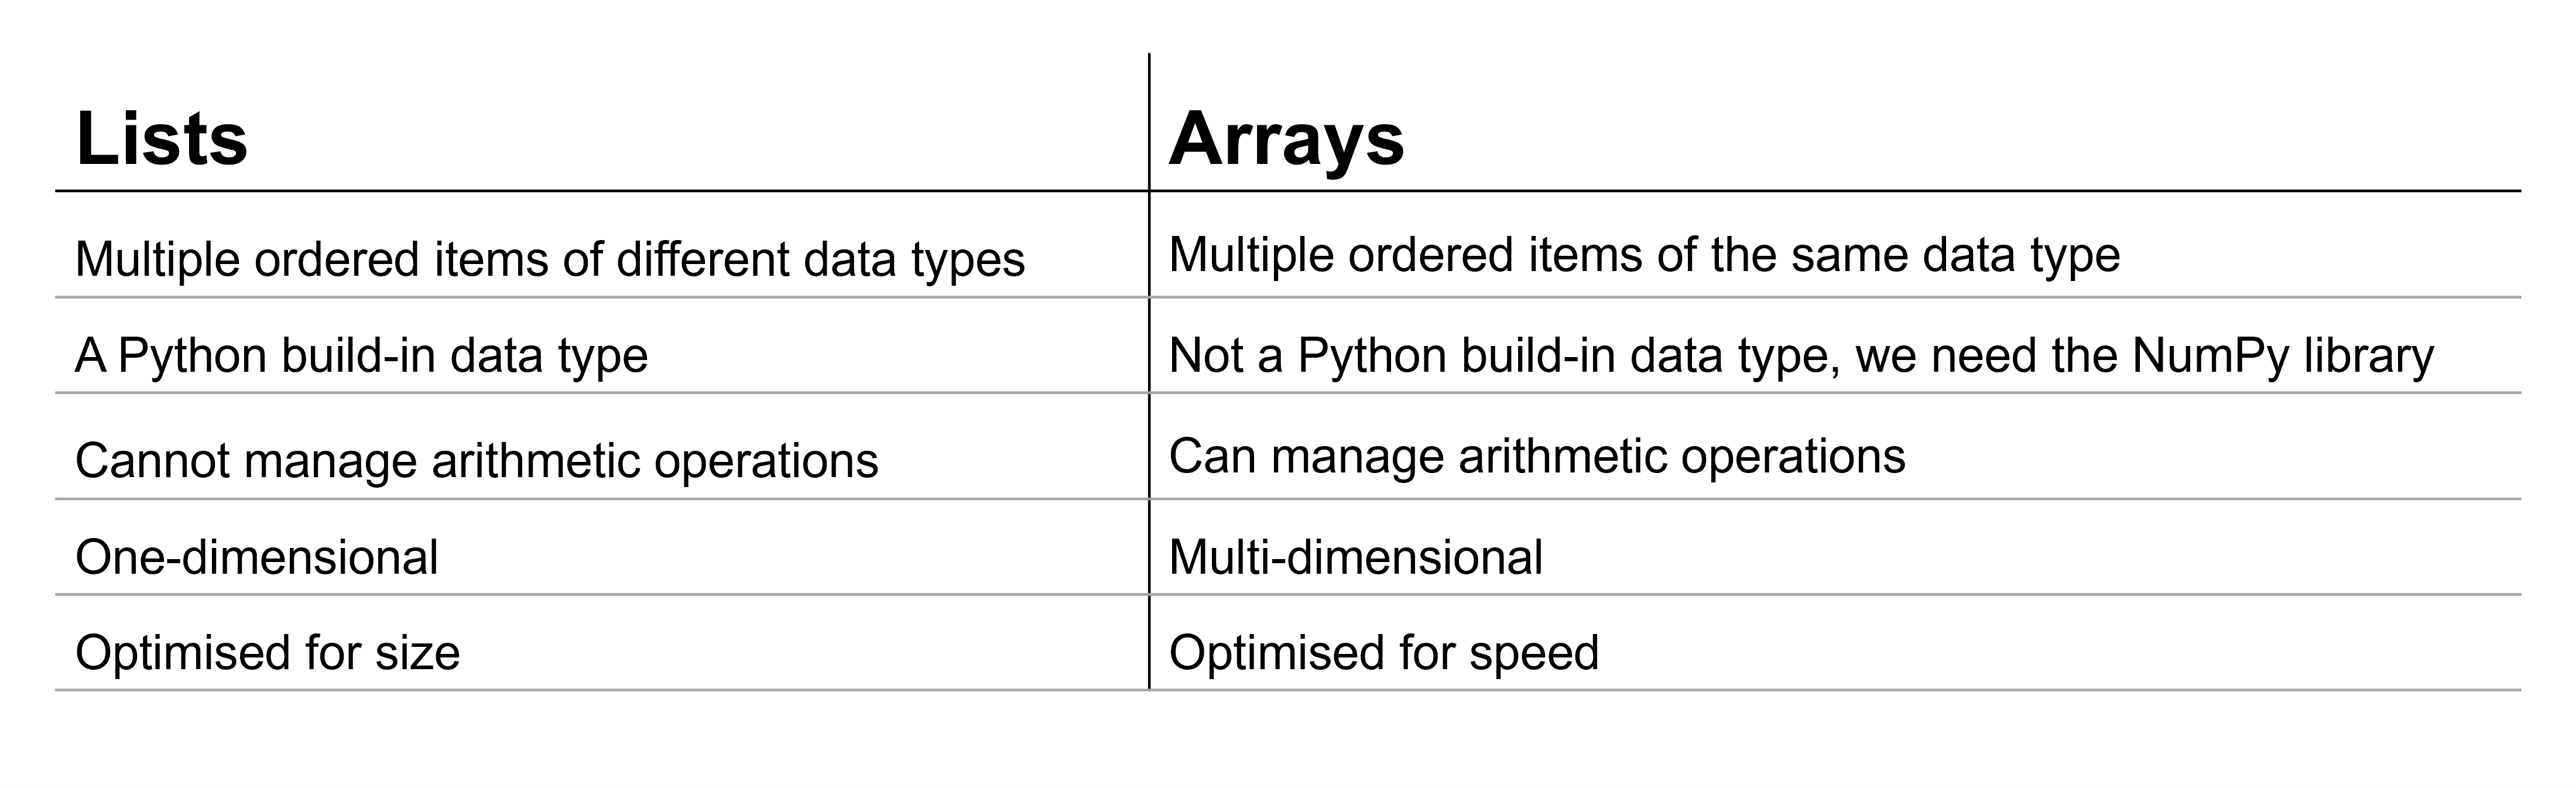 Lists
Arrays
Multiple ordered items of different data types
Multiple ordered items of the same data type
A Python build-in data type
Not a Python build-in data type, we need the NumPy library
Cannot manage arithmetic operations
Can manage arithmetic operations
One-dimensional
Multi-dimensional
Optimised for size
Optimised for speed